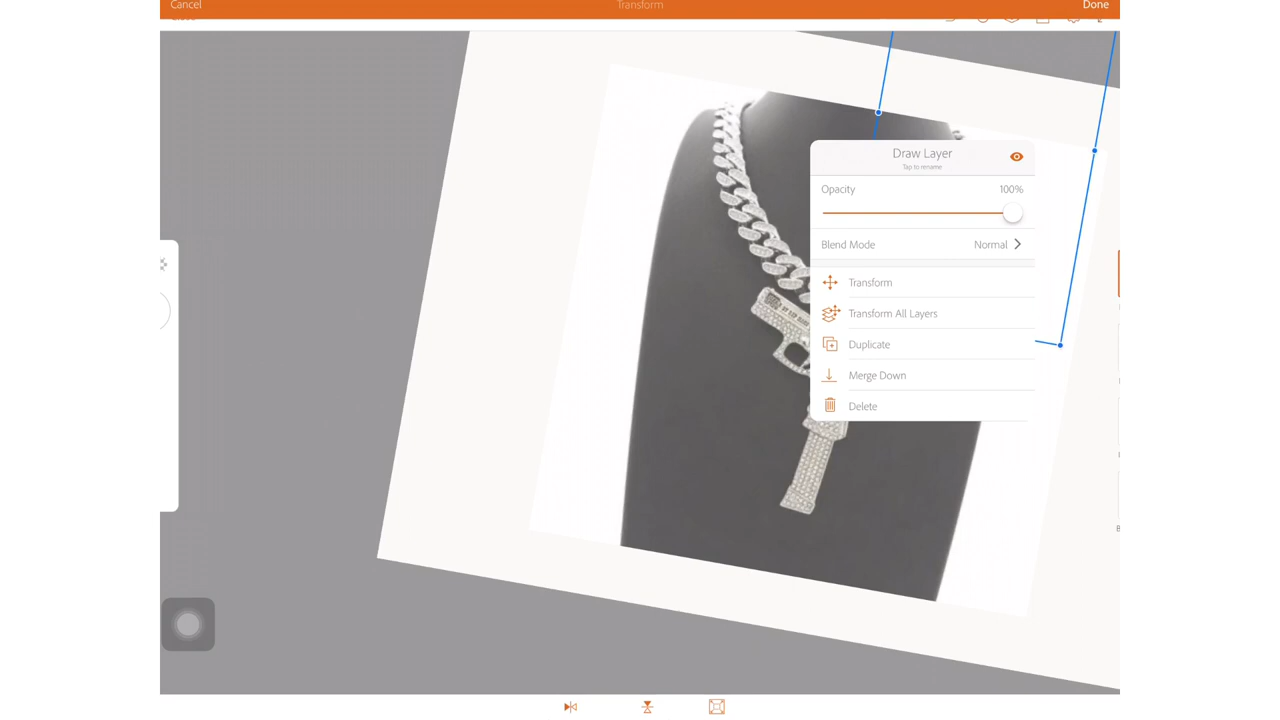 Cancel
Transform
Done
Draw Layer
Tap to rename
Opacity 100%
Blend Mode Normal
Transform
Transform All Layers
Duplicate
Merge Down
Delete